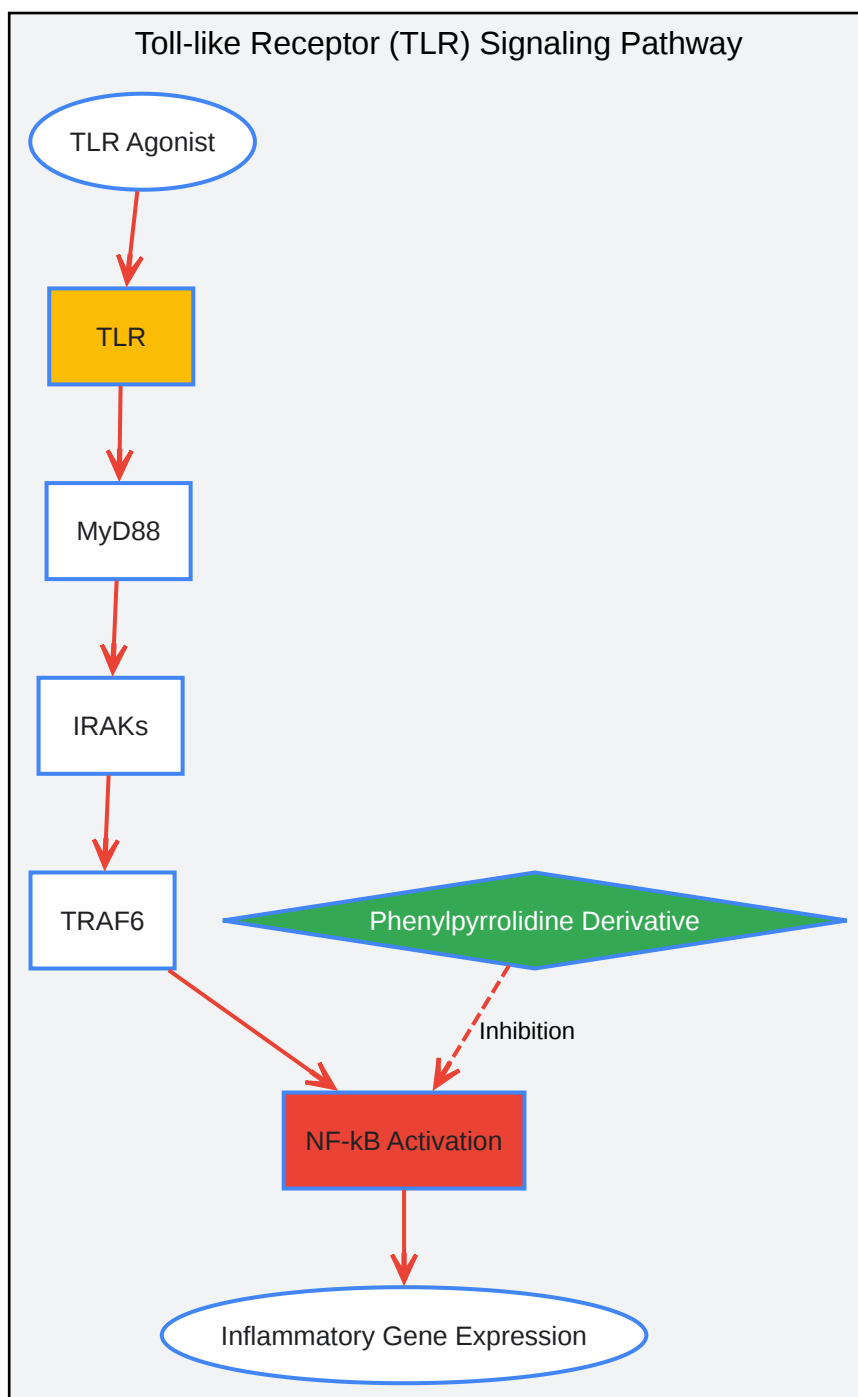 Toll-like Receptor (TLR) Signaling Pathway
TLR Agonist
TLR
MyD88
IRAKs
TRAF6
Phenylpyrrolidine Derivative
Inhibition
NF-kB Activation
Inflammatory Gene Expression